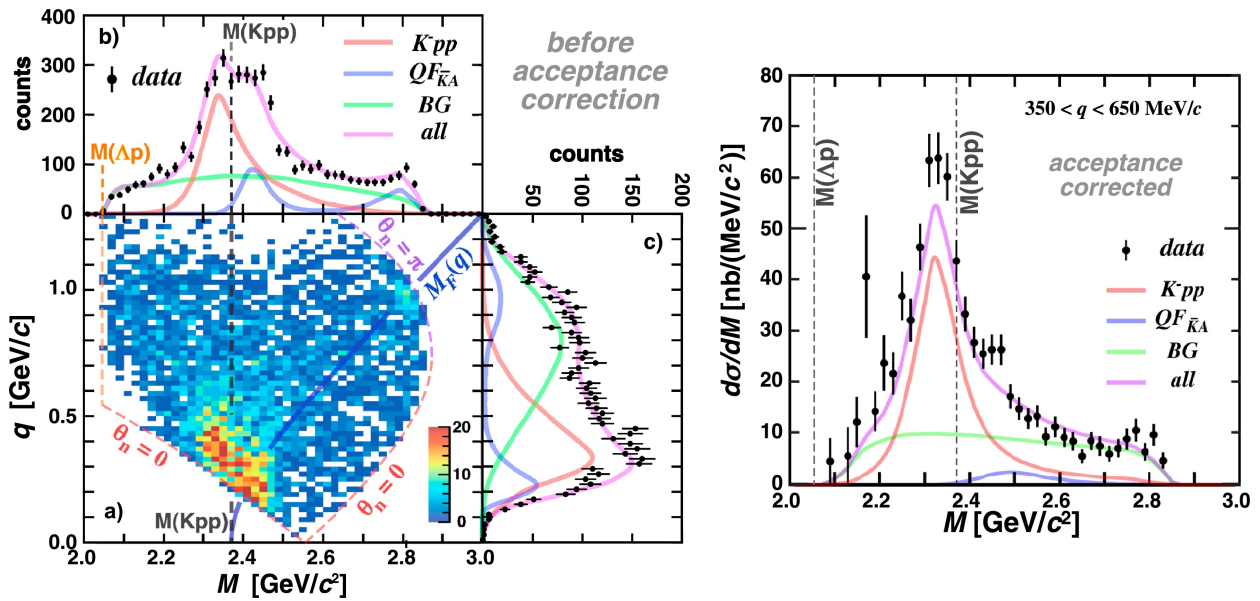 400
300
200
100
0
counts
b)
M(Kpp)
data
K⁻pp
QF K̄A
BG
all
M(Λp)
before
acceptance
correction
counts
50
100
150
200
1.0
0.5
0.0
q [GeV/c]
θn = 0
θn = 0
θn = π
MF(q)
c)
a)
M(Kpp)
20
10
0
2.0
2.2
2.4
2.6
2.8
3.0
M [GeV/c²]
80
70
60
50
40
30
20
10
0
dσ/dM [nb/(MeV/c²)]
350 < q < 650 MeV/c
M(Λp)
M(Kpp)
acceptance
corrected
data
K⁻pp
QF K̄A
BG
all
2.0
2.2
2.4
2.6
2.8
3.0
M [GeV/c²]